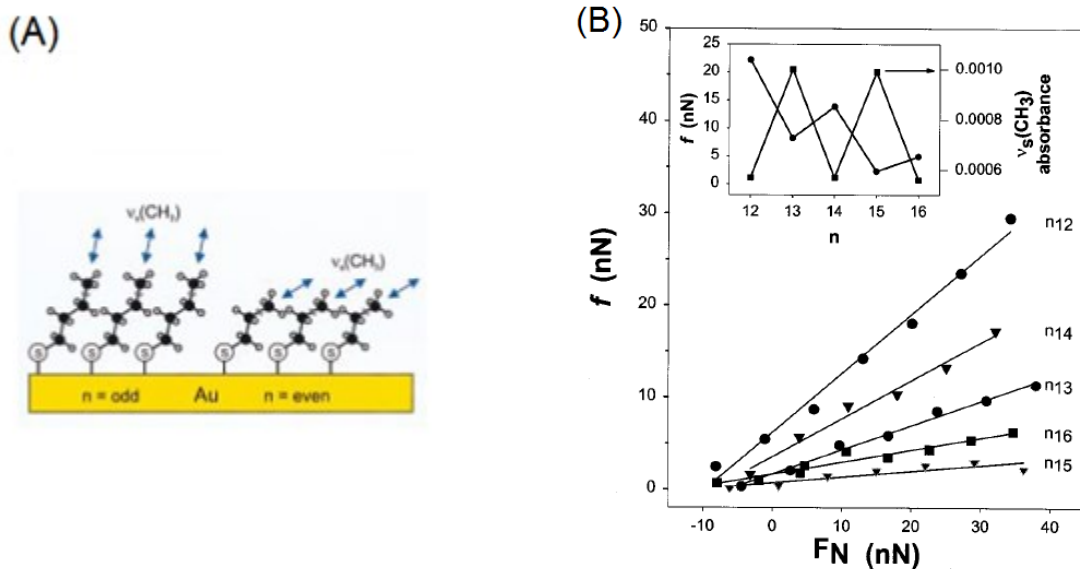 (A)
νs(CH3)
νs(CH3)
S S S S S S
n = odd Au n = even
(B)
50
40
30
20
10
0
f (nN)
-10 0 10 20 30 40
FN (nN)
n12
n14
n13
n16
n15
25
20
15
10
5
0
f (nN)
12 13 14 15 16
n
0.0010
0.0008
0.0006
νs(CH3)
absorbance